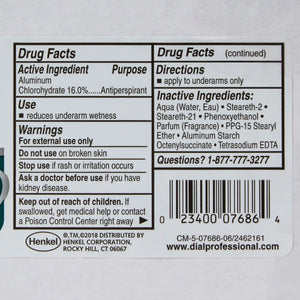 Drug Facts
Active Ingredient Purpose
Aluminum
Chlorohydrate 16.0%.....Antiperspirant
Use
▪ reduces underarm wetness
Warnings
For external use only
Do not use on broken skin
Stop use if rash or irritation occurs
Ask a doctor before use if you have
kidney disease.
Keep out of reach of children. If
swallowed, get medical help or contact
a Poison Control Center right away ▶
Henkel
®,TM,©2018 DISTRIBUTED BY
HENKEL CORPORATION,
ROCKY HILL, CT 06067
Drug Facts (continued)
Directions
▪ apply to underarms only
Inactive Ingredients:
Aqua (Water, Eau) • Steareth-2 •
Steareth-21 • Phenoxyethanol •
Parfum (Fragrance) • PPG-15 Stearyl
Ether • Aluminum Starch
Octenylsuccinate • Tetrasodium EDTA
Questions? 1-877-777-3277
0 23400 07686 4
CM-5-07686-06/2462161
www.dialprofessional.com